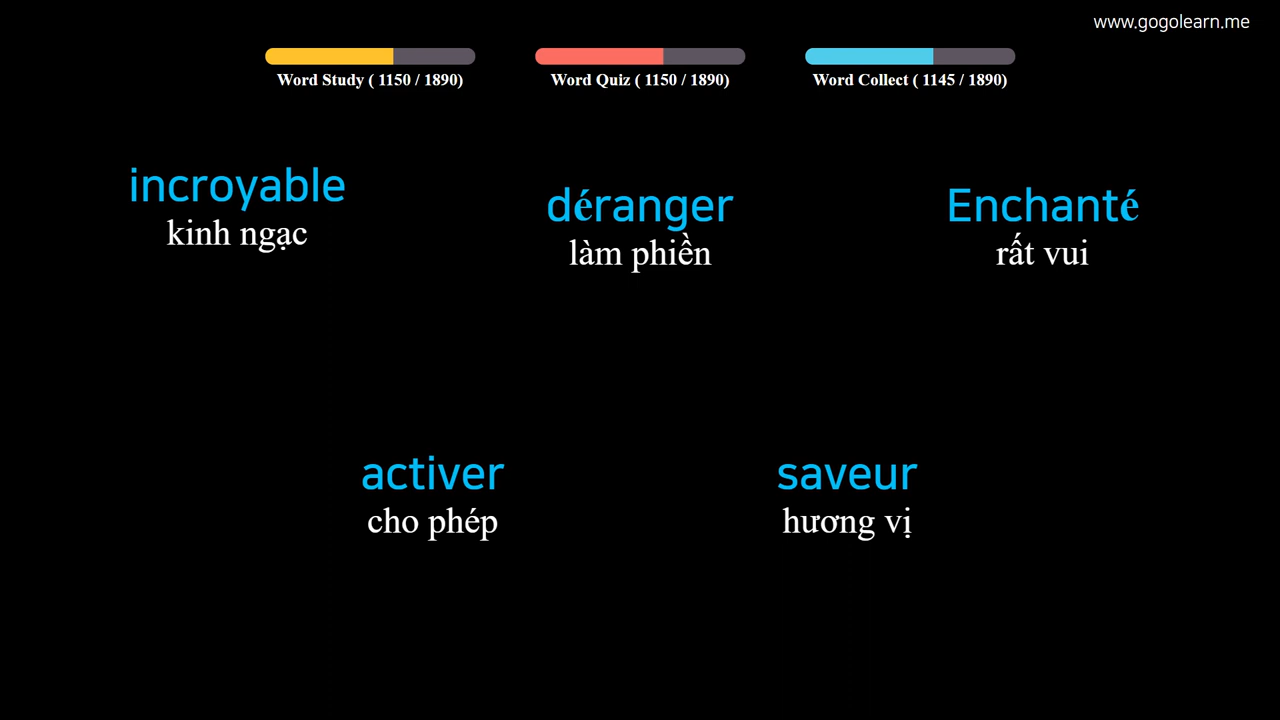 www.gogolearn.me
Word Study ( 1150 / 1890)
Word Quiz ( 1150 / 1890)
Word Collect ( 1145 / 1890)
incroyable
kinh ngạc
déranger
làm phiền
Enchanté
rất vui
activer
cho phép
saveur
hương vị